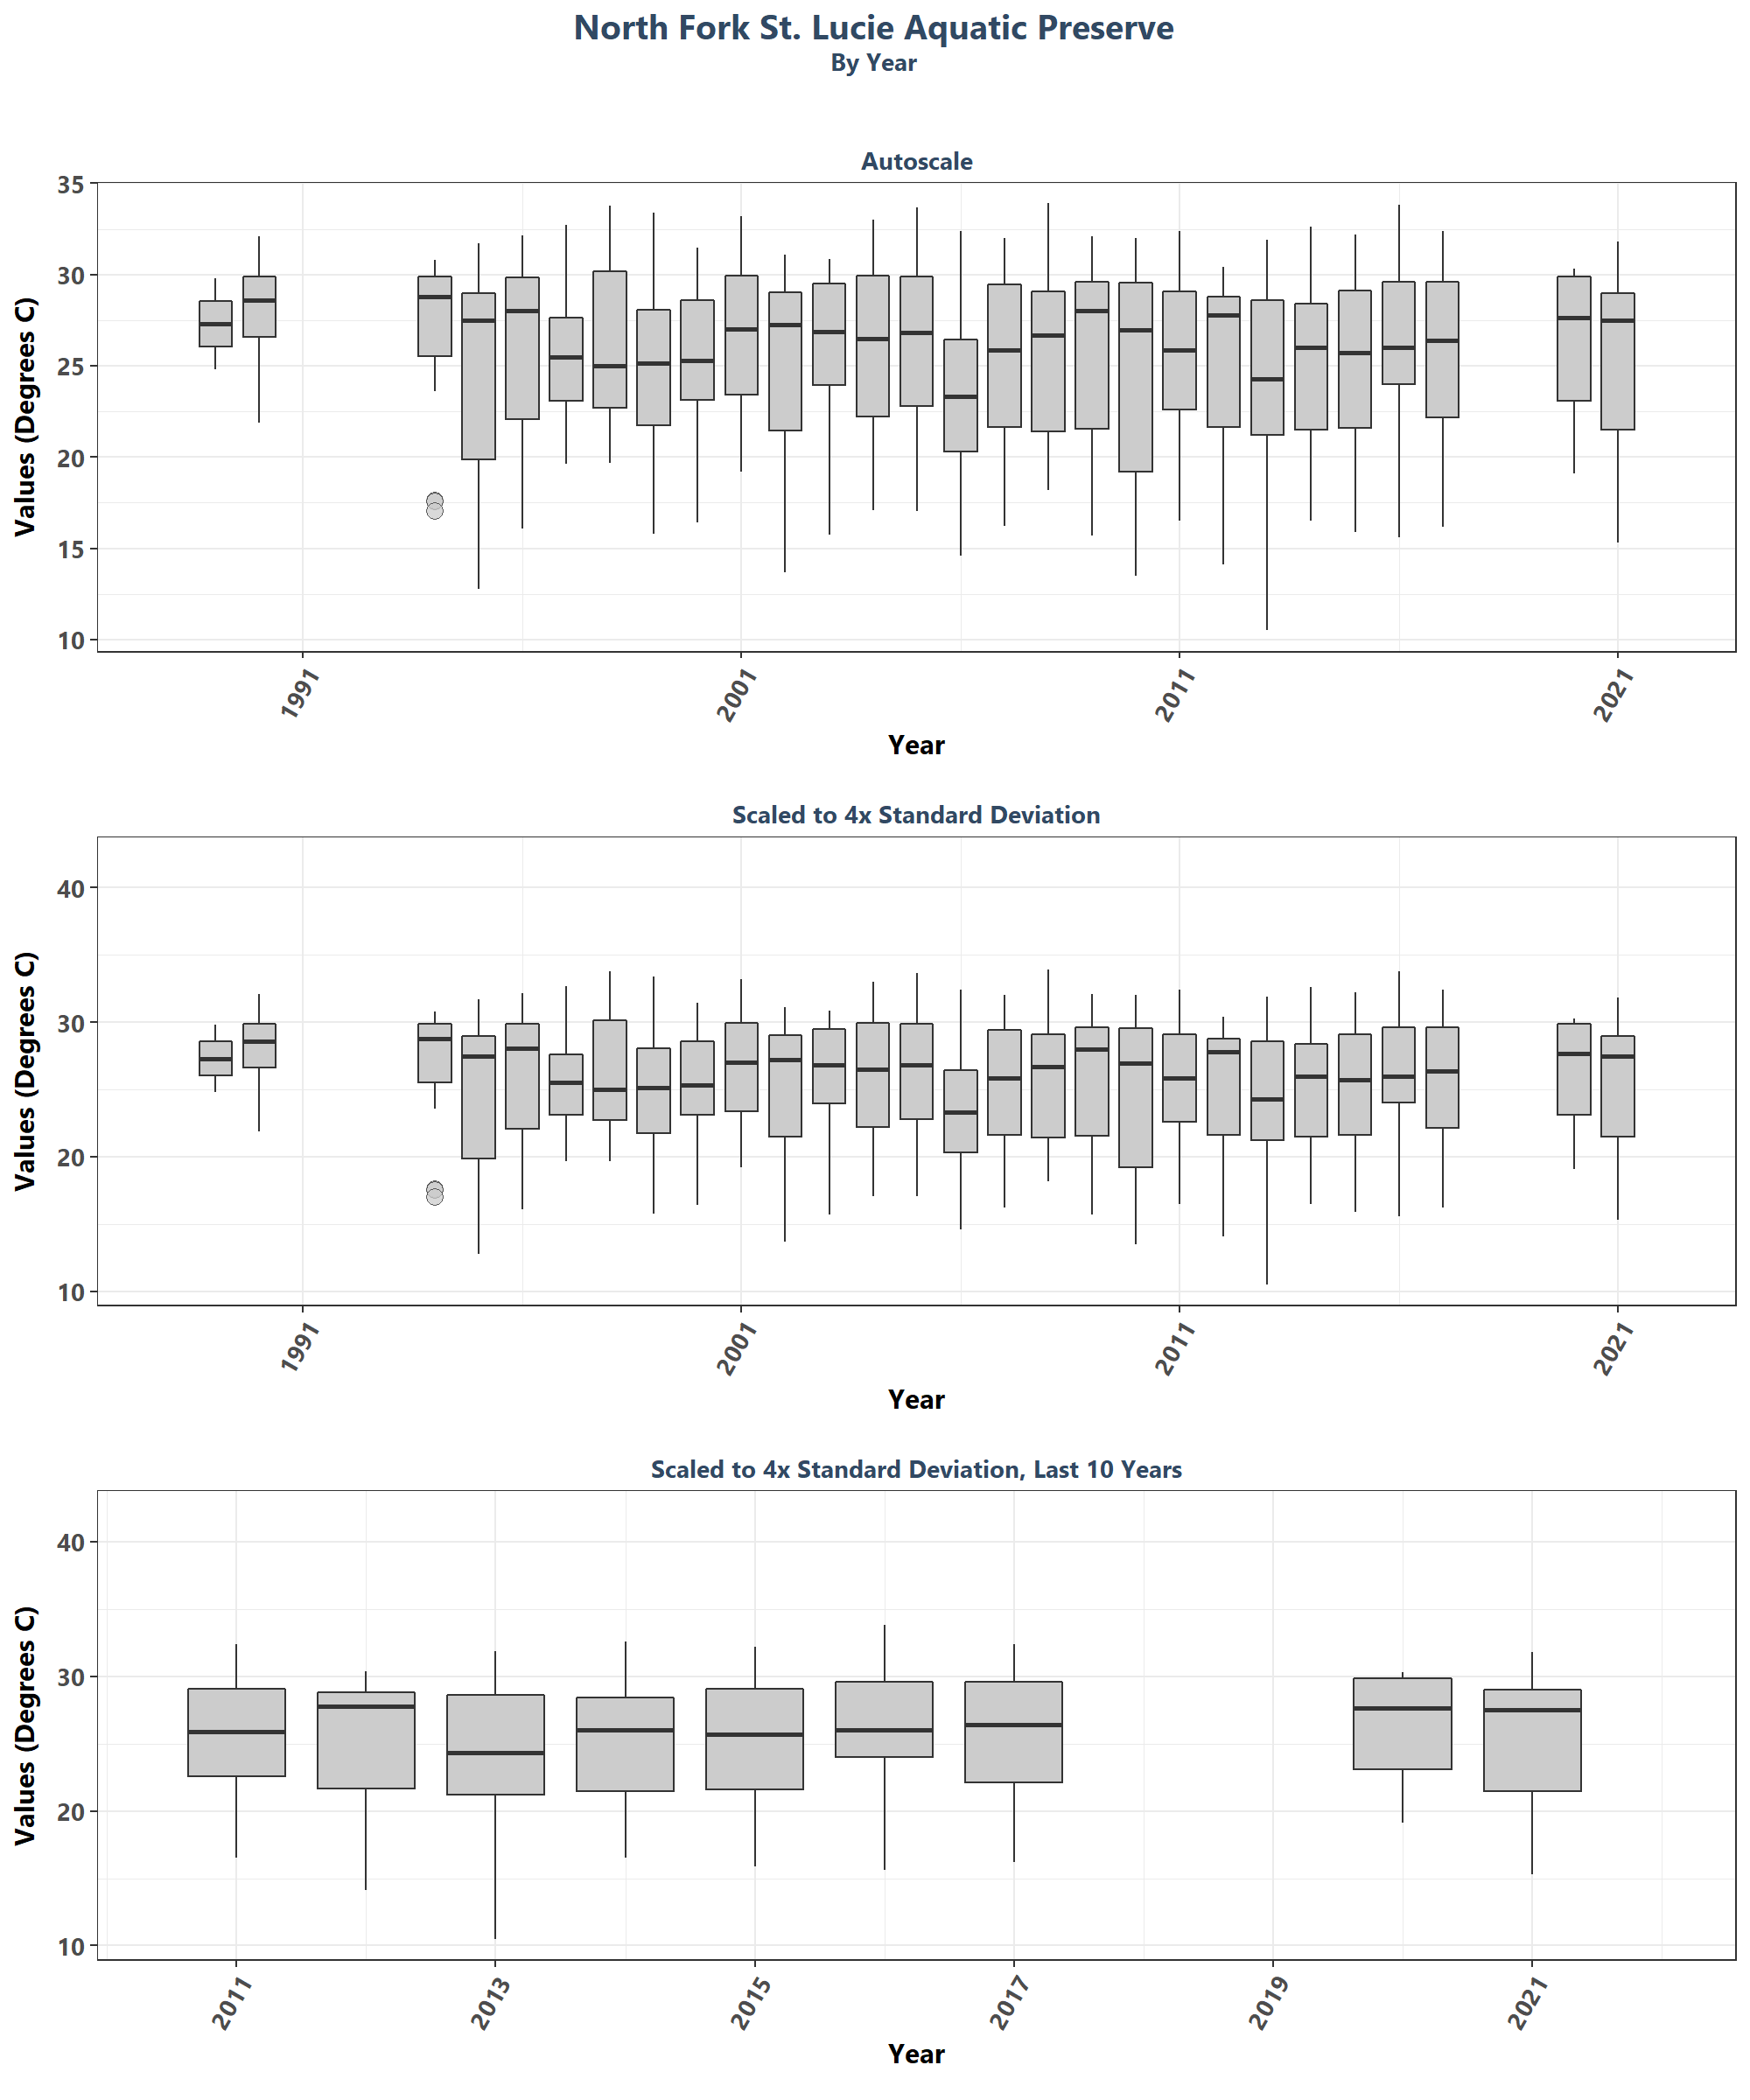 North Fork St. Lucie Aquatic Preserve
By Year
Autoscale
Values (Degrees C)
35
30
25
20
15
10
1991
2001
2011
2021
Year
Scaled to 4x Standard Deviation
Values (Degrees C)
40
30
20
10
1991
2001
2011
2021
Year
Scaled to 4x Standard Deviation, Last 10 Years
Values (Degrees C)
40
30
20
10
2011
2013
2015
2017
2019
2021
Year